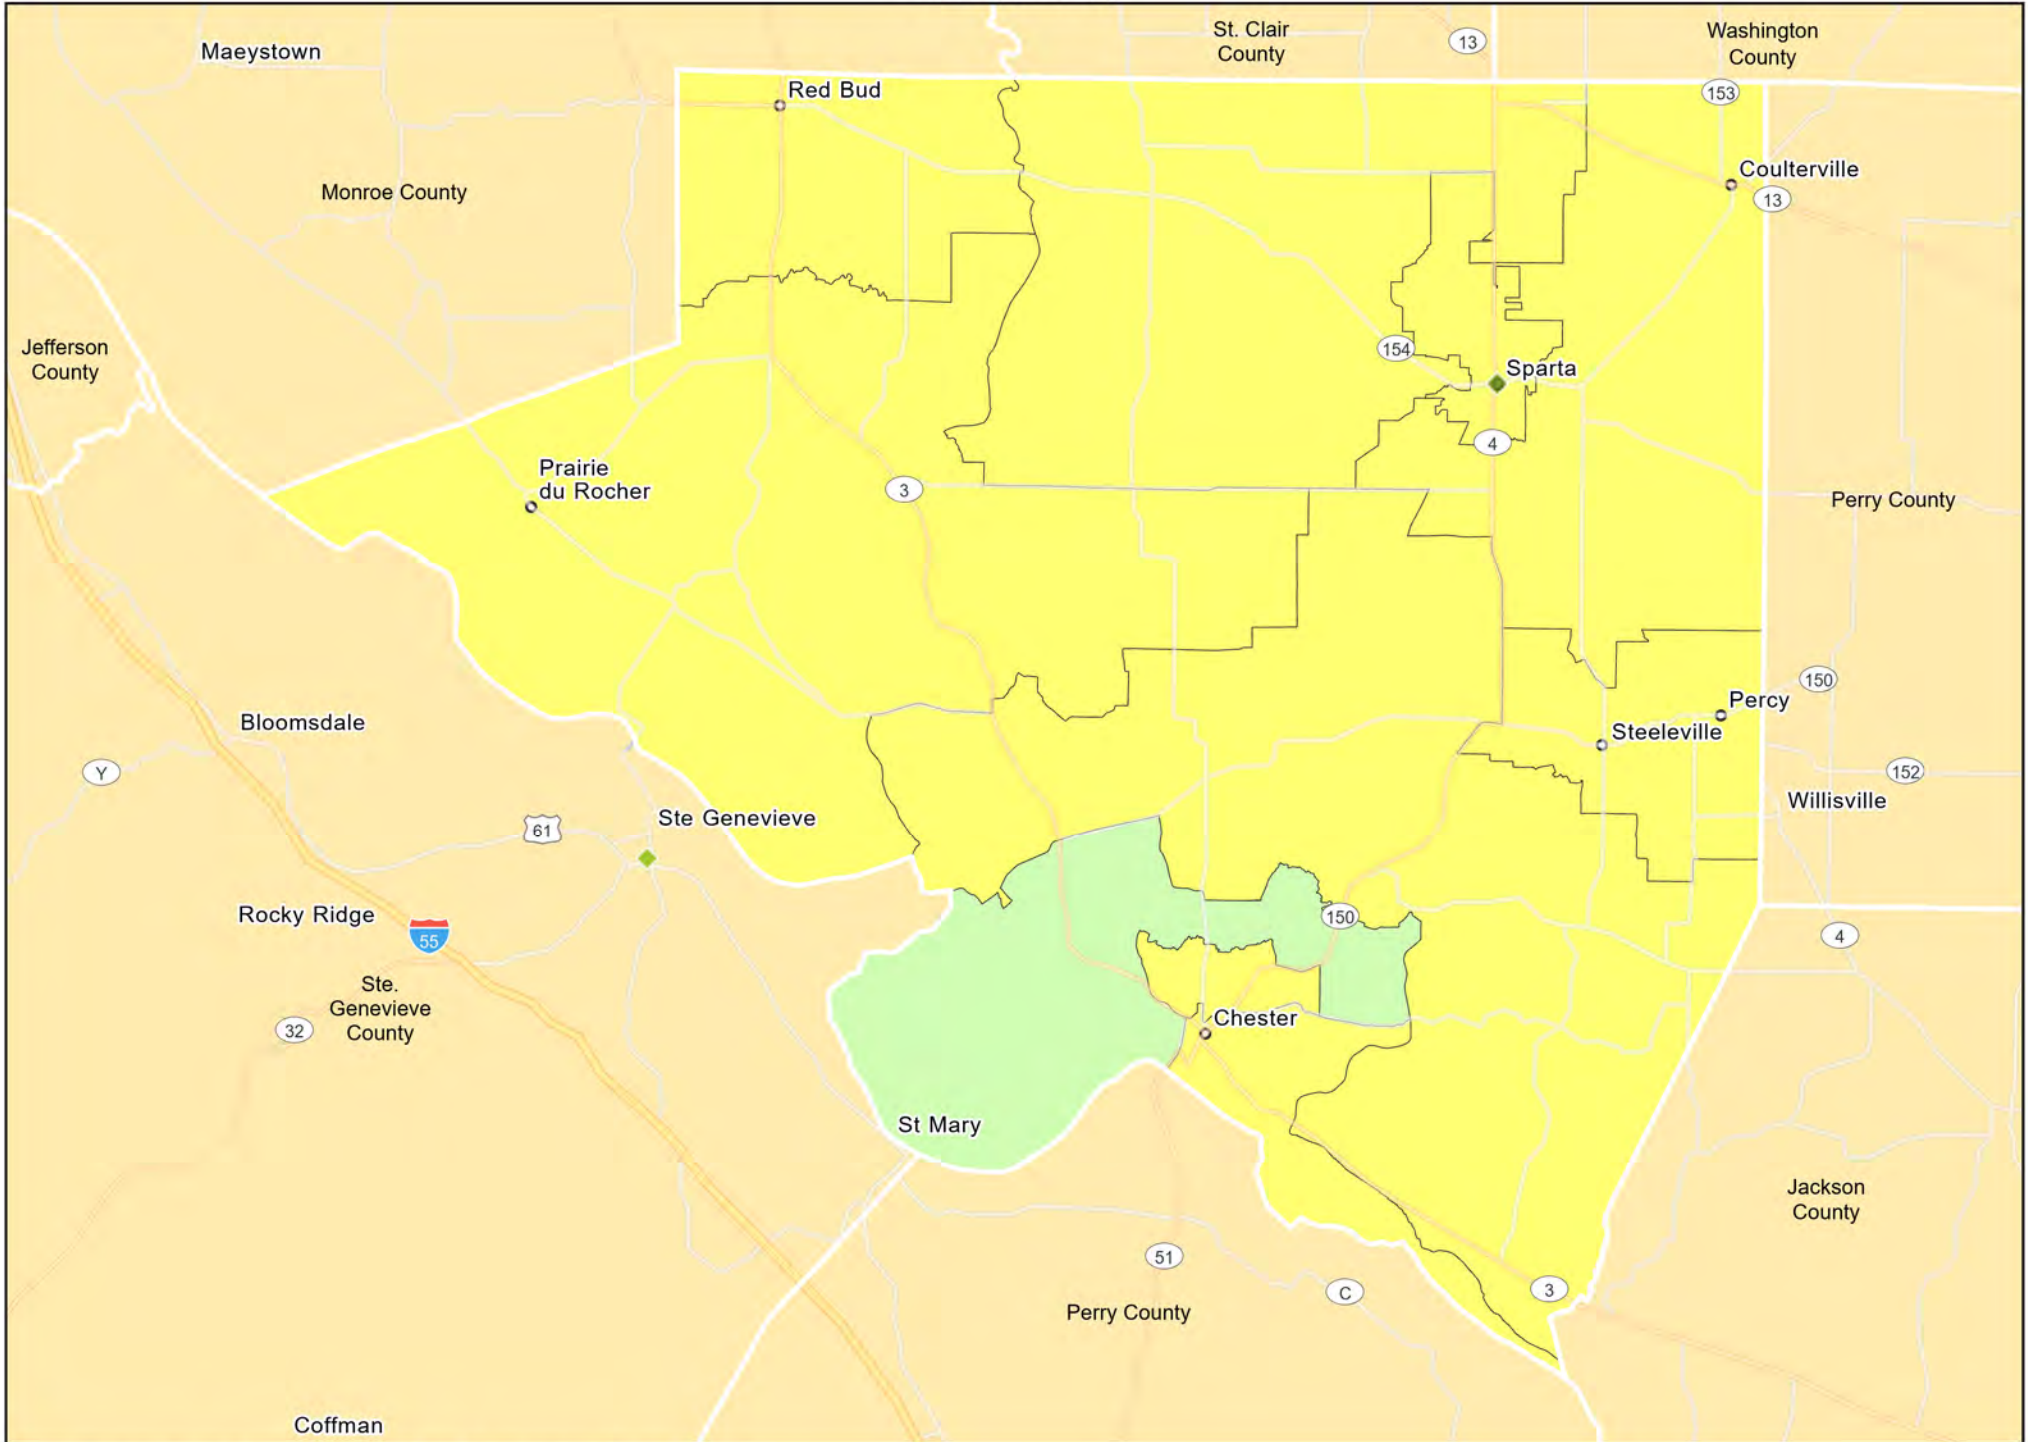 Maeystown
St. Clair
County
13
Washington
County
Red Bud
153
Monroe County
Coulterville
13
Jefferson
County
154
Sparta
4
Prairie
du Rocher
3
Perry County
150
Percy
Bloomsdale
Steeleville
Y
152
Willisville
61
Ste Genevieve
Rocky Ridge
55
150
4
Ste.
Genevieve
County
32
Chester
St Mary
Jackson
County
51
C
3
Perry County
Coffman